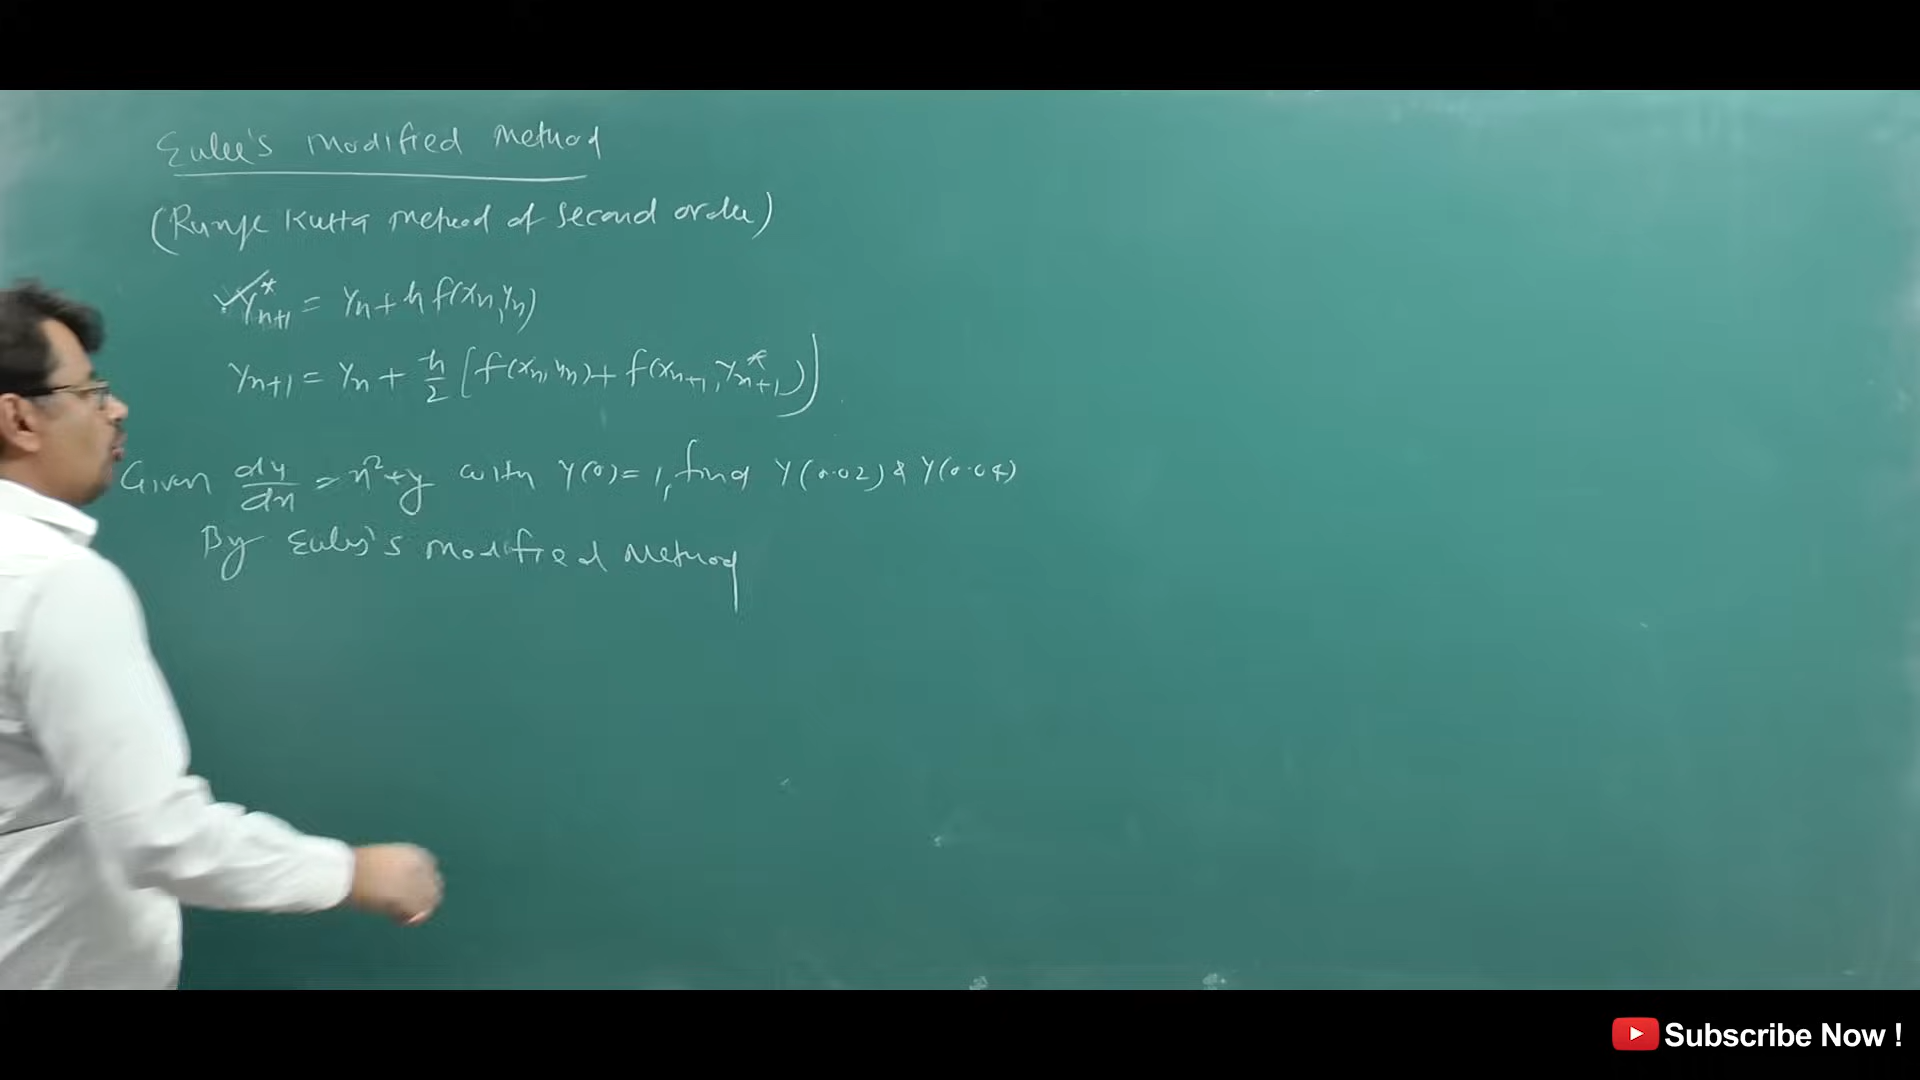 Euler's modified Method
(Runge Kutta method of second order)
y*n+1 = yn + h f(xn, yn)
yn+1 = yn + h/2 [f(xn, yn) + f(xn+1, y*n+1)]
Given dy/dx = x² + y with y(0) = 1, find y(0.02) & y(0.04)
By Euler's modified Method
Subscribe Now !